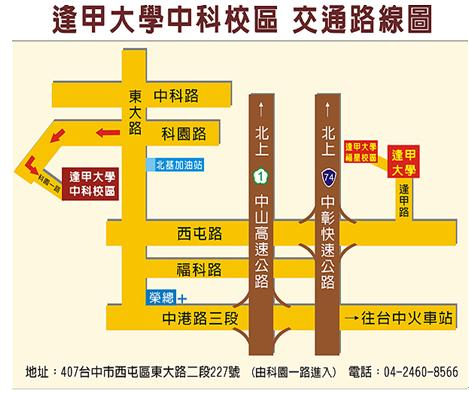 逢甲大學中科校區 交通路線圖
東大路
中科路
科園路
北上
北上
逢甲大學
福星校區
逢甲
大學
北基加油站
科園一路
逢甲大學
中科校區
1
74
逢甲路
中山高速公路
中彰快速公路
西屯路
福科路
榮總+
中港路三段
→往台中火車站
地址:407台中市西屯區東大路二段227號 (由科園一路進入) 電話:04-2460-8566